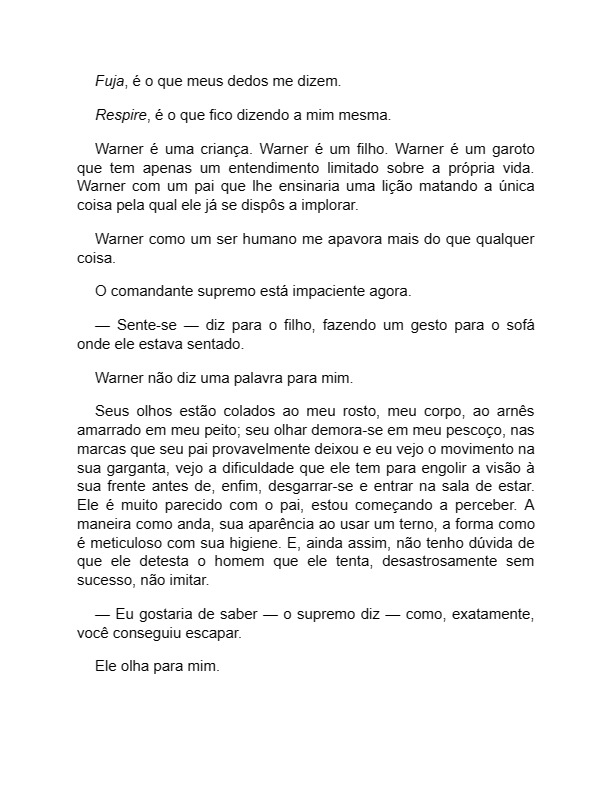 Fuja, é o que meus dedos me dizem.
Respire, é o que fico dizendo a mim mesma.
Warner é uma criança. Warner é um filho. Warner é um garoto
que tem apenas um entendimento limitado sobre a própria vida.
Warner com um pai que lhe ensinaria uma lição matando a única
coisa pela qual ele já se dispôs a implorar.
Warner como um ser humano me apavora mais do que qualquer
coisa.
O comandante supremo está impaciente agora.
— Sente-se — diz para o filho, fazendo um gesto para o sofá
onde ele estava sentado.
Warner não diz uma palavra para mim.
Seus olhos estão colados ao meu rosto, meu corpo, ao arnês
amarrado em meu peito; seu olhar demora-se em meu pescoço, nas
marcas que seu pai provavelmente deixou e eu vejo o movimento na
sua garganta, vejo a dificuldade que ele tem para engolir a visão à
sua frente antes de, enfim, desgarrar-se e entrar na sala de estar.
Ele é muito parecido com o pai, estou começando a perceber. A
maneira como anda, sua aparência ao usar um terno, a forma como
é meticuloso com sua higiene. E, ainda assim, não tenho dúvida de
que ele detesta o homem que ele tenta, desastrosamente sem
sucesso, não imitar.
— Eu gostaria de saber — o supremo diz — como, exatamente,
você conseguiu escapar.
Ele olha para mim.